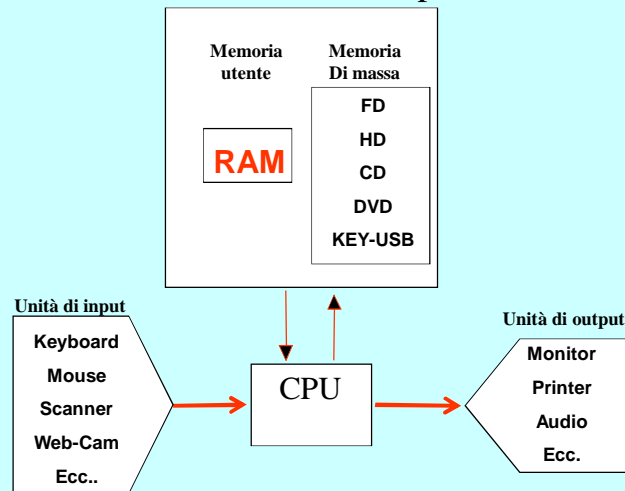 Memoria
utente
Memoria
Di massa
RAM
FD
HD
CD
DVD
KEY-USB
Unità di input
Keyboard
Mouse
Scanner
Web-Cam
Ecc..
CPU
Unità di output
Monitor
Printer
Audio
Ecc.